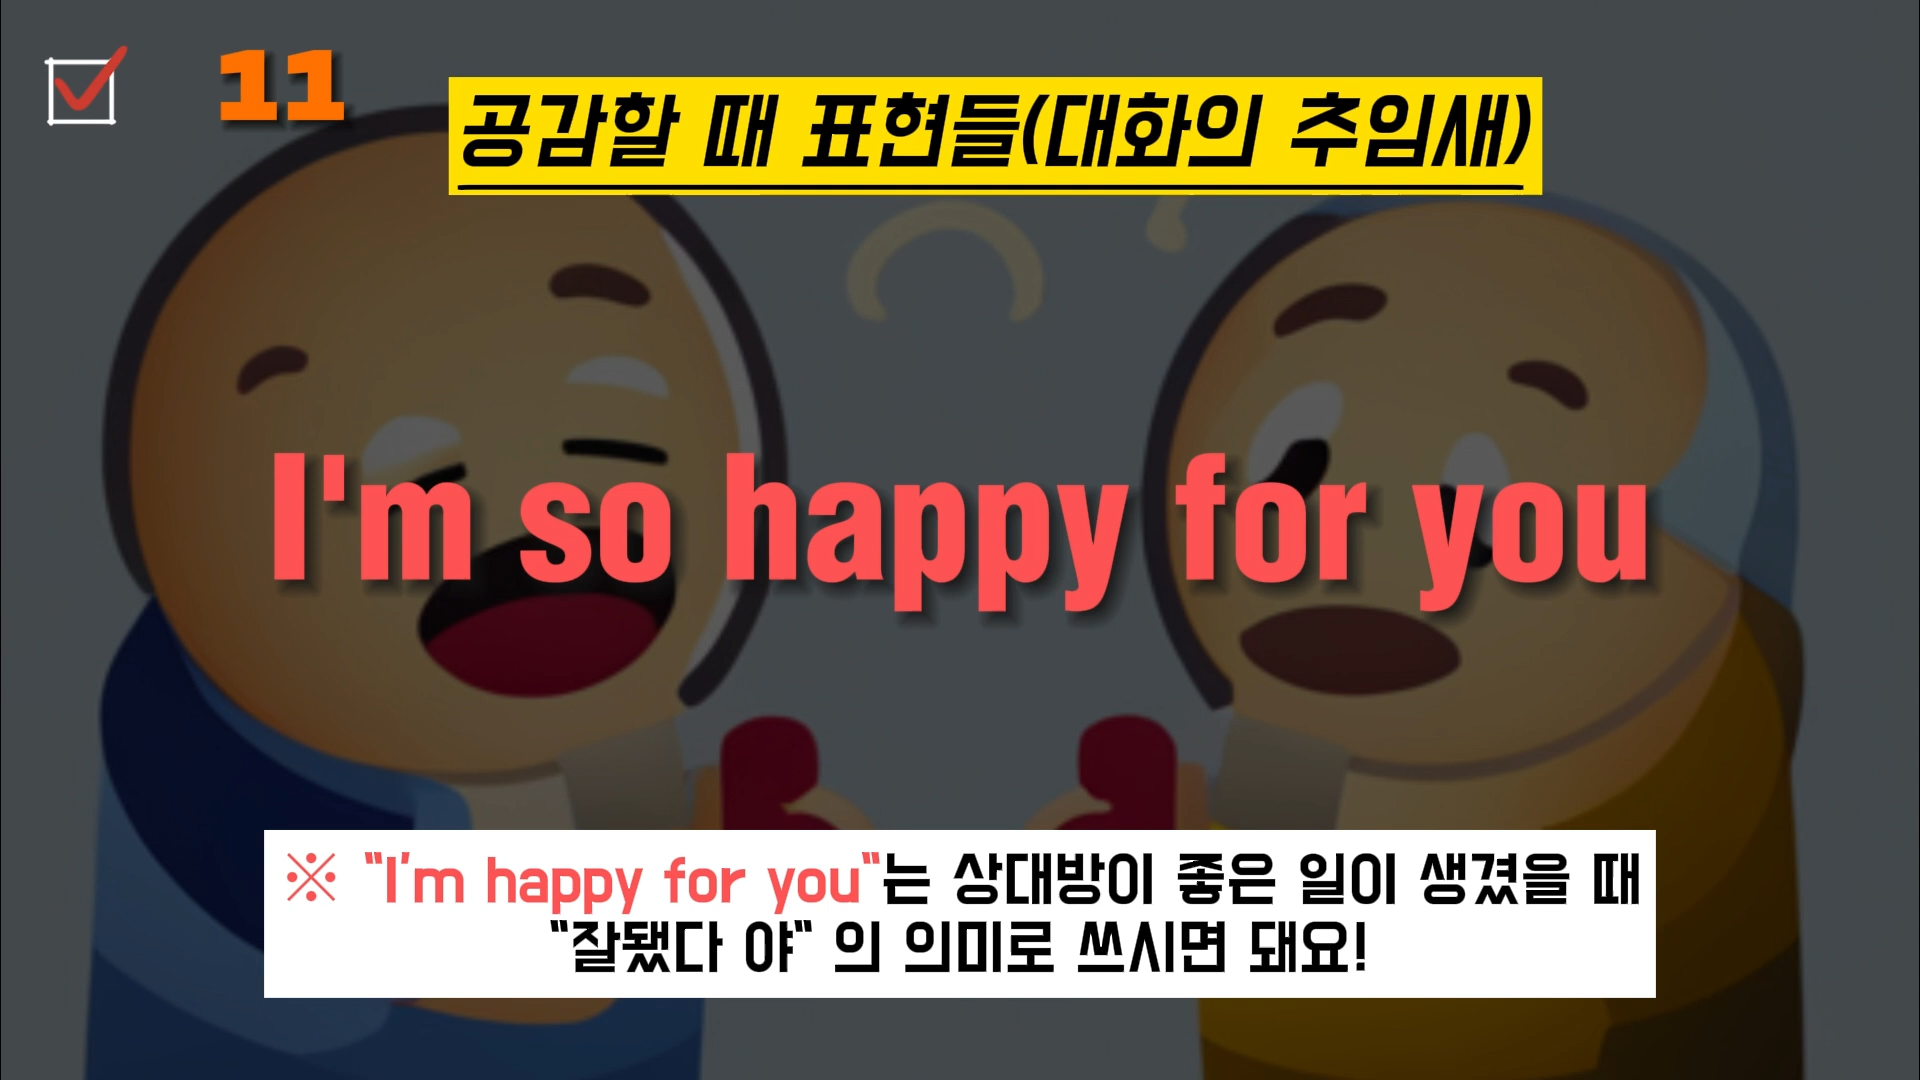 11
공감할 때 표현들(대화의 추임새)
I'm so happy for you
※ "I'm happy for you"는 상대방이 좋은 일이 생겼을 때
"잘됐다 야" 의 의미로 쓰시면 돼요!